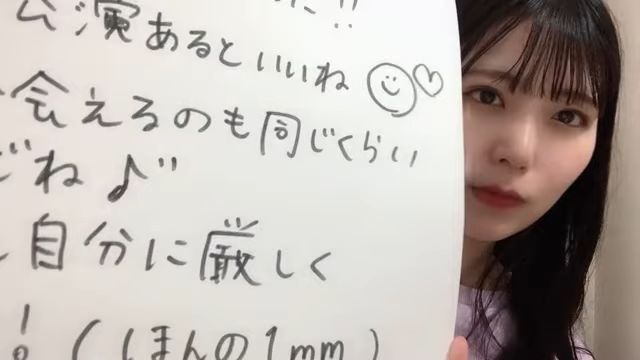 公演あるといいね
会えるのも同じくらい
ね♪"
自分に厳しく
! (ほんの1mm)